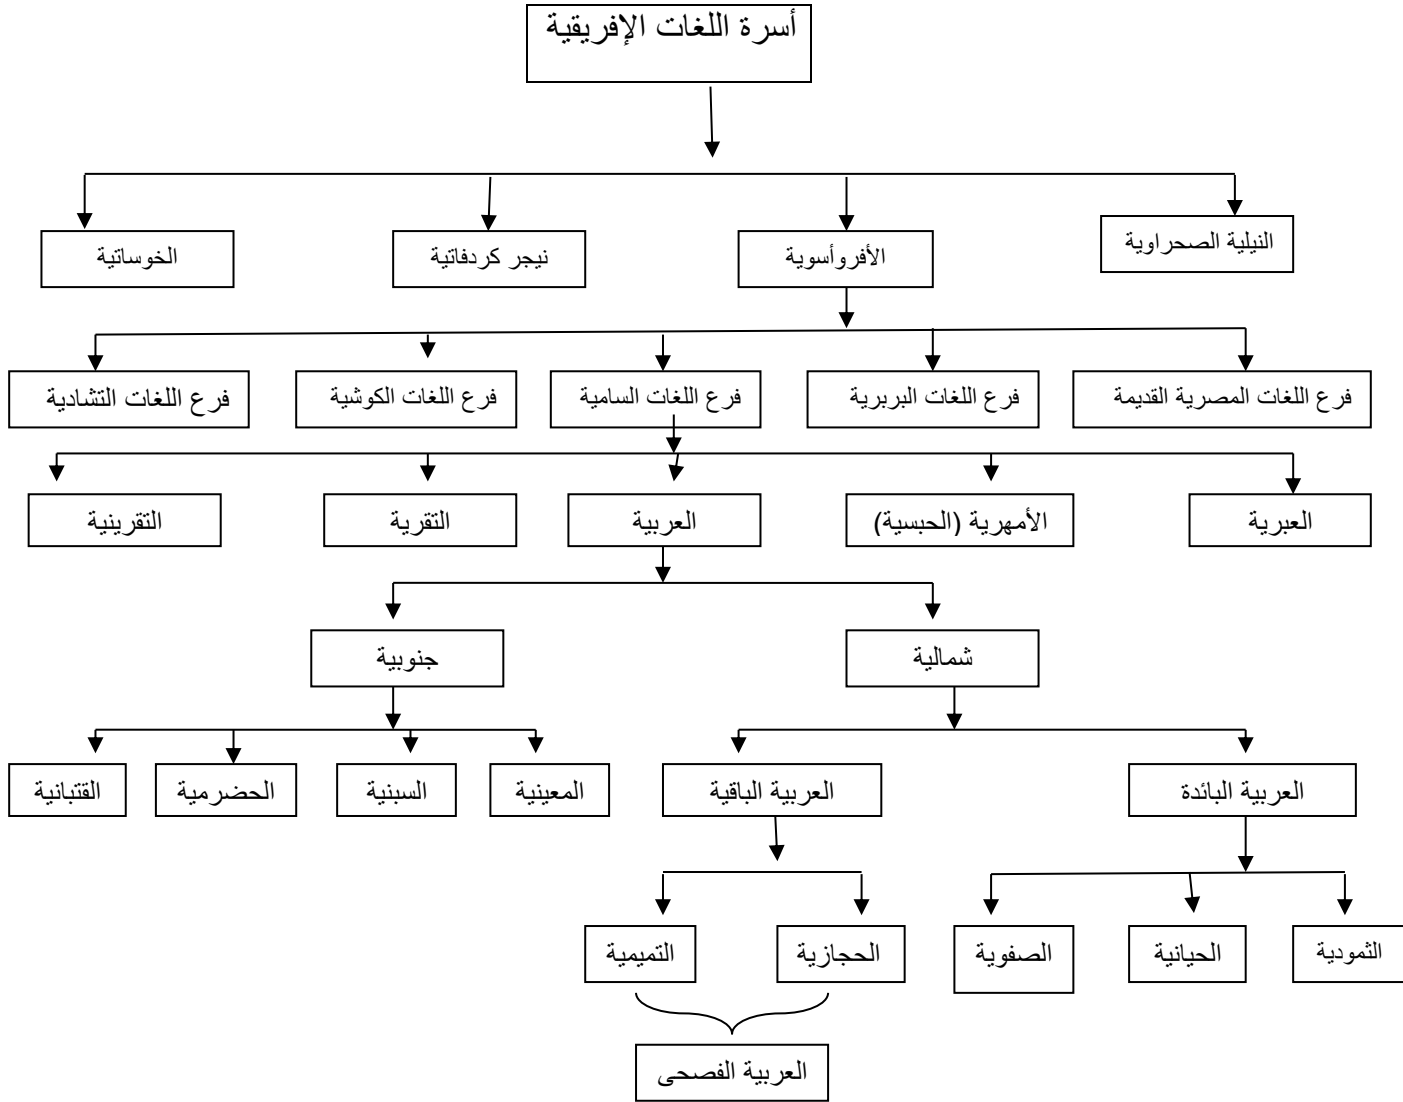 أسرة اللغات الإفريقية
النيلية الصحراوية
الأفروأسوية
نيجر كردفاتية
الخوساتية
فرع اللغات المصرية القديمة
فرع اللغات البربرية
فرع اللغات السامية
فرع اللغات الكوشية
فرع اللغات التشادية
العبرية
الأمهرية (الحبسية)
العربية
التقرية
التقرينية
شمالية
جنوبية
العربية البائدة
العربية الباقية
المعينية
السبنية
الحضرمية
القتبانية
الثمودية
الحيانية
الصفوية
الحجازية
التميمية
العربية الفصحى